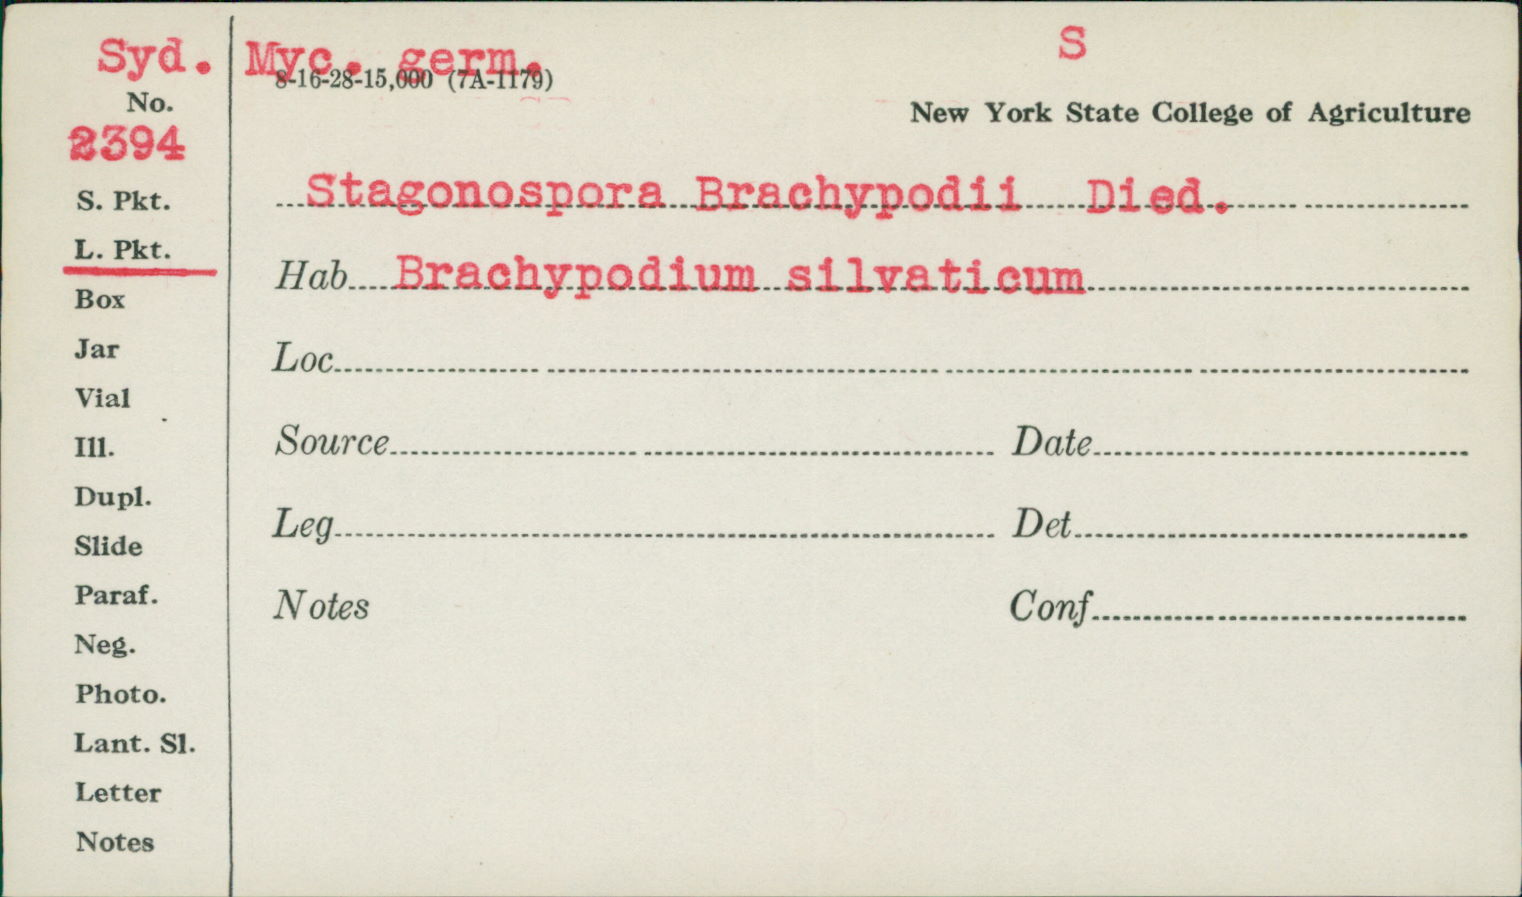 Syd. Myc. germ. S
8-16-28-15,000 (7A-1179)
No.
New York State College of Agriculture
2394
Stagonospora Brachypodii Died.
S. Pkt.
L. Pkt.
Hab Brachypodium silvaticum
Box
Jar
Loc
Vial
Ill.
Source Date
Dupl.
Leg Det
Slide
Paraf.
Notes Conf
Neg.
Photo.
Lant. Sl.
Letter
Notes